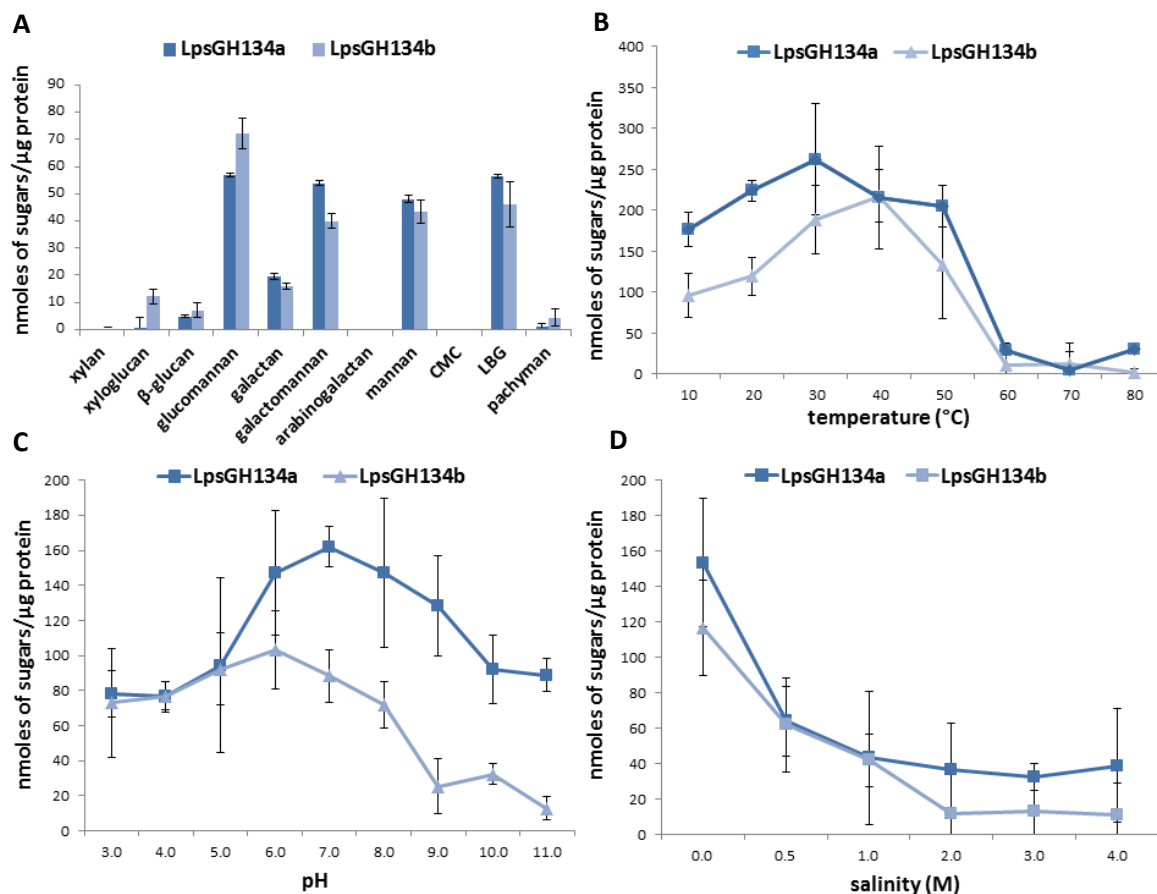 A
LpsGH134a LpsGH134b
nmoles of sugars/µg protein
90
80
70
60
50
40
30
20
10
0
xylan
xyloglucan
β-glucan
glucomannan
galactan
galactomannan
arabinogalactan
mannan
CMC
LBG
pachyman
B
LpsGH134a LpsGH134b
nmoles of sugars/µg protein
400
350
300
250
200
150
100
50
0
10 20 30 40 50 60 70 80
temperature (°C)
C
LpsGH134a LpsGH134b
nmoles of sugars/µg protein
200
180
160
140
120
100
80
60
40
20
0
3.0 4.0 5.0 6.0 7.0 8.0 9.0 10.0 11.0
pH
D
LpsGH134a LpsGH134b
nmoles of sugars/µg protein
200
180
160
140
120
100
80
60
40
20
0
0.0 0.5 1.0 2.0 3.0 4.0
salinity (M)